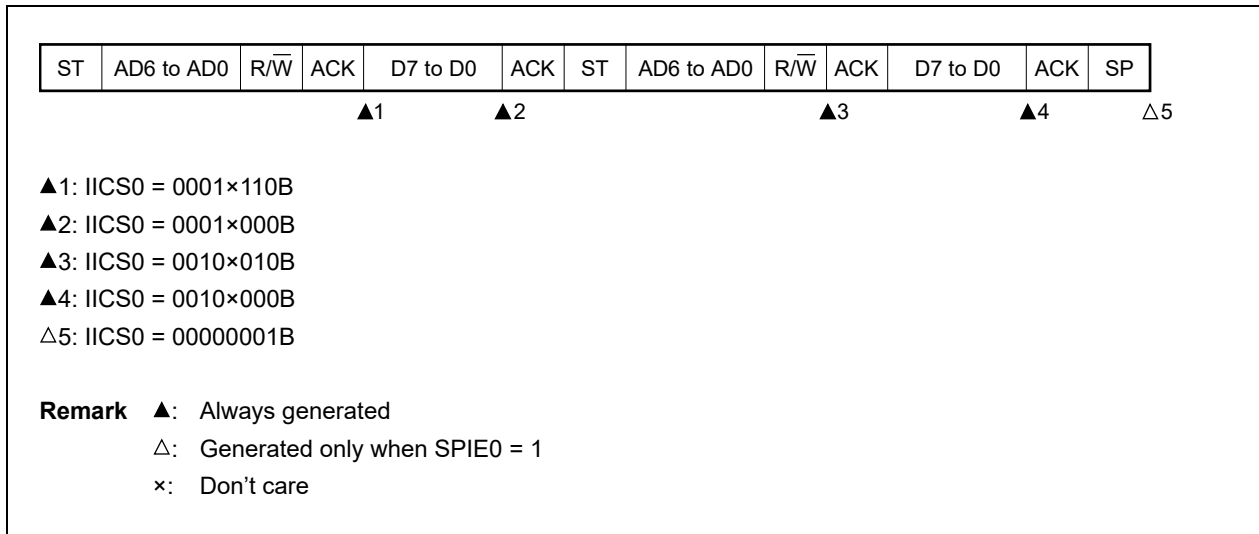 ST AD6 to AD0 R/W̅ ACK D7 to D0 ACK ST AD6 to AD0 R/W̅ ACK D7 to D0 ACK SP
▲1 ▲2 ▲3 ▲4 △5
▲1: IICS0 = 0001×110B
▲2: IICS0 = 0001×000B
▲3: IICS0 = 0010×010B
▲4: IICS0 = 0010×000B
△5: IICS0 = 00000001B
Remark ▲: Always generated
△: Generated only when SPIE0 = 1
×: Don't care